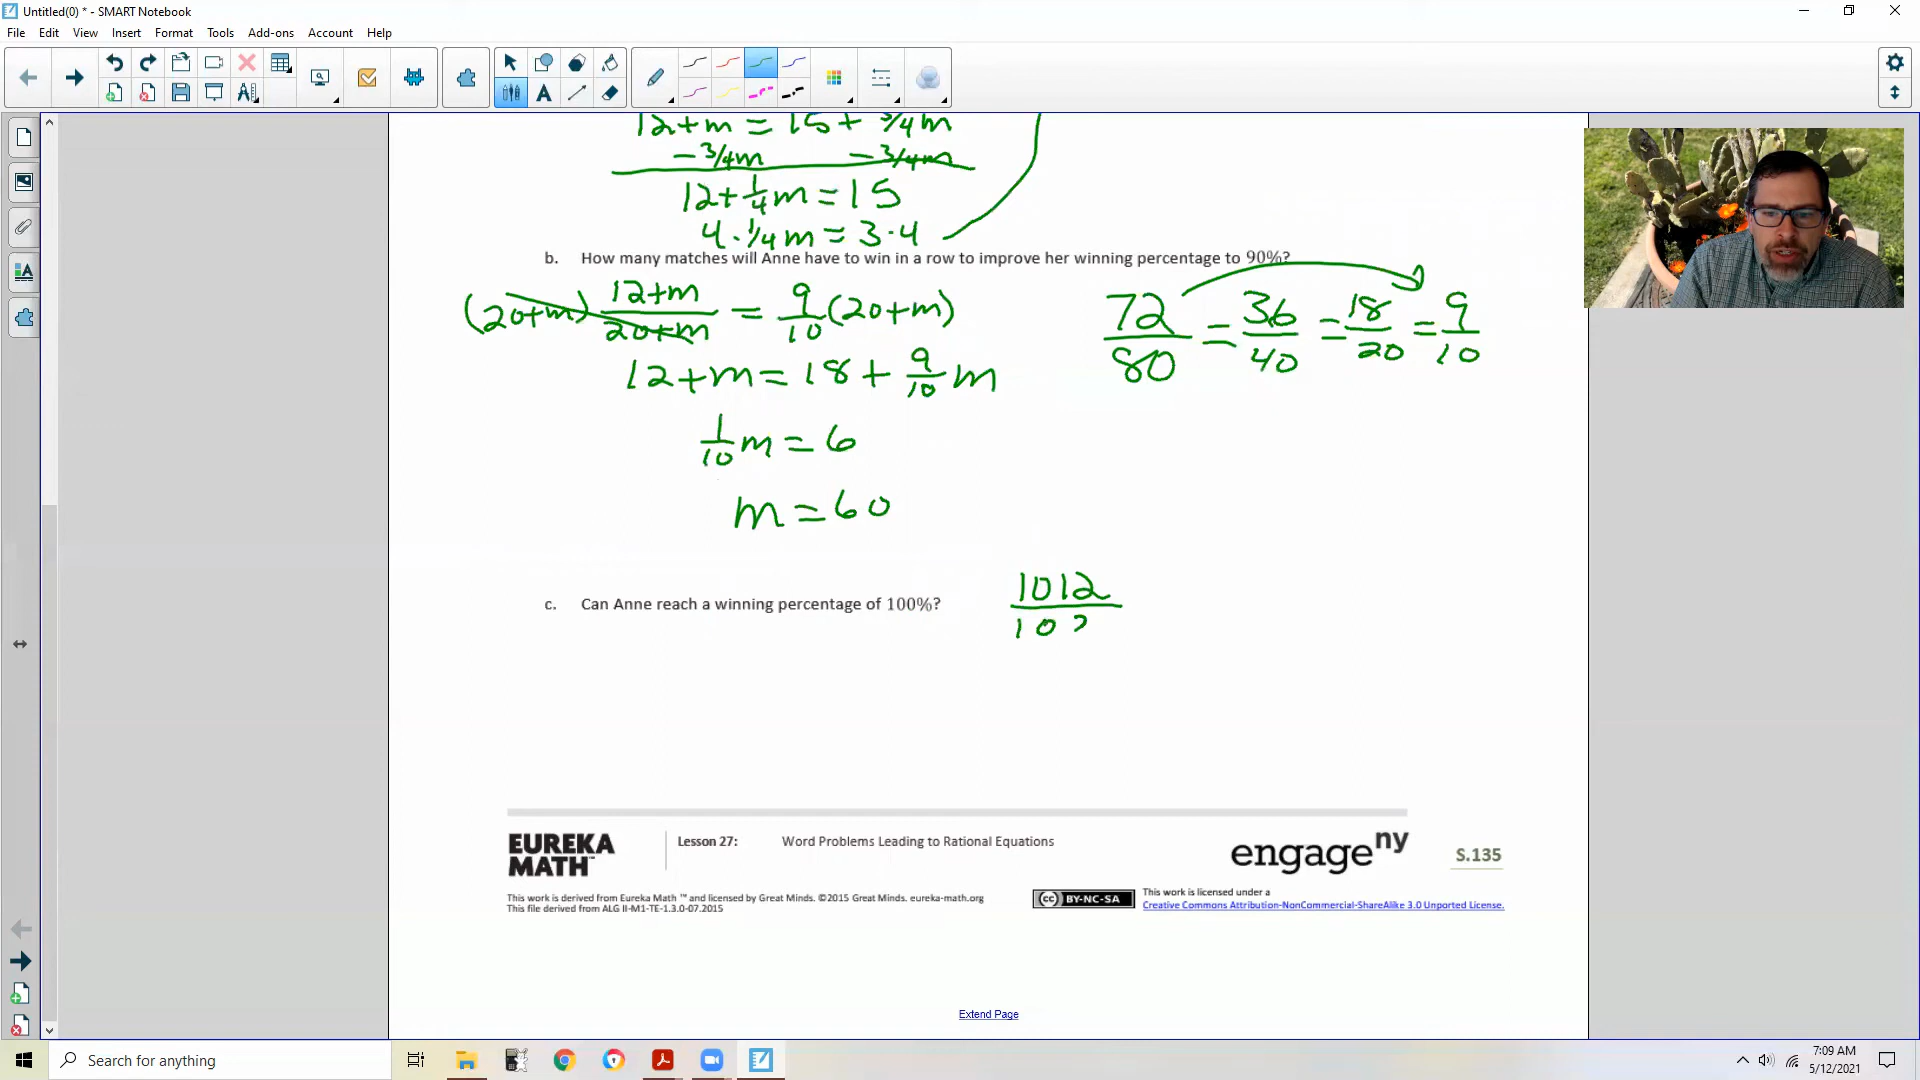 Untitled(0) * - SMART Notebook
File Edit View Insert Format Tools Add-ons Account Help
12+m = 15+ 3/4m
-3/4m -3/4m
12+1/4m=15
4·1/4m=3·4
b. How many matches will Anne have to win in a row to improve her winning percentage to 90%?
(20+m) 12+m/20+m = 9/10(20+m)
72/80 = 36/40 = 18/20 = 9/10
12+m=18+9/10m
1/10m=6
m=60
c. Can Anne reach a winning percentage of 100%?
1012
10
EUREKA MATH™
Lesson 27: Word Problems Leading to Rational Equations
engageny
S.135
This work is derived from Eureka Math ™ and licensed by Great Minds. ©2015 Great Minds. eureka-math.org
This file derived from ALG II-M1-TE-1.3.0-07.2015
CC BY-NC-SA
This work is licensed under a
Creative Commons Attribution-NonCommercial-ShareAlike 3.0 Unported License.
Extend Page
Search for anything
7:09 AM
5/12/2021